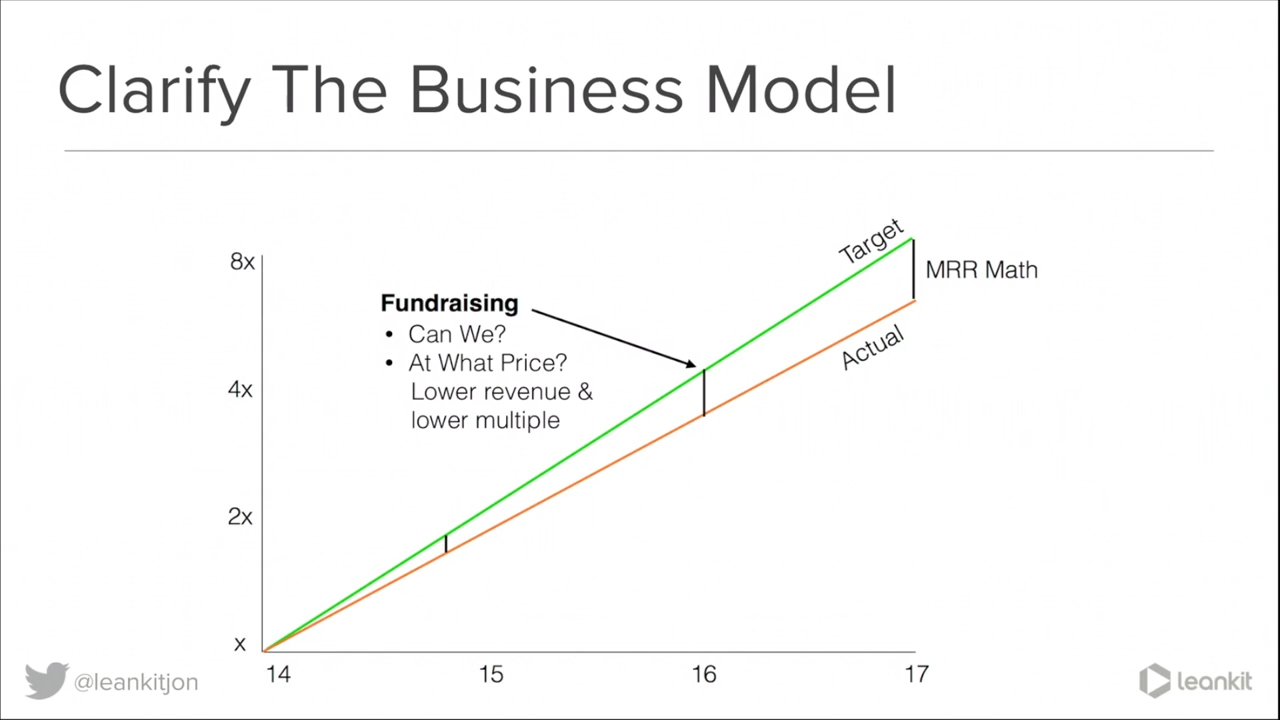 Clarify The Business Model
Target
8x
MRR Math
Fundraising
• Can We?
• At What Price?
Lower revenue &
lower multiple
Actual
4x
2x
x
14 15 16 17
@leankitjon
leankit